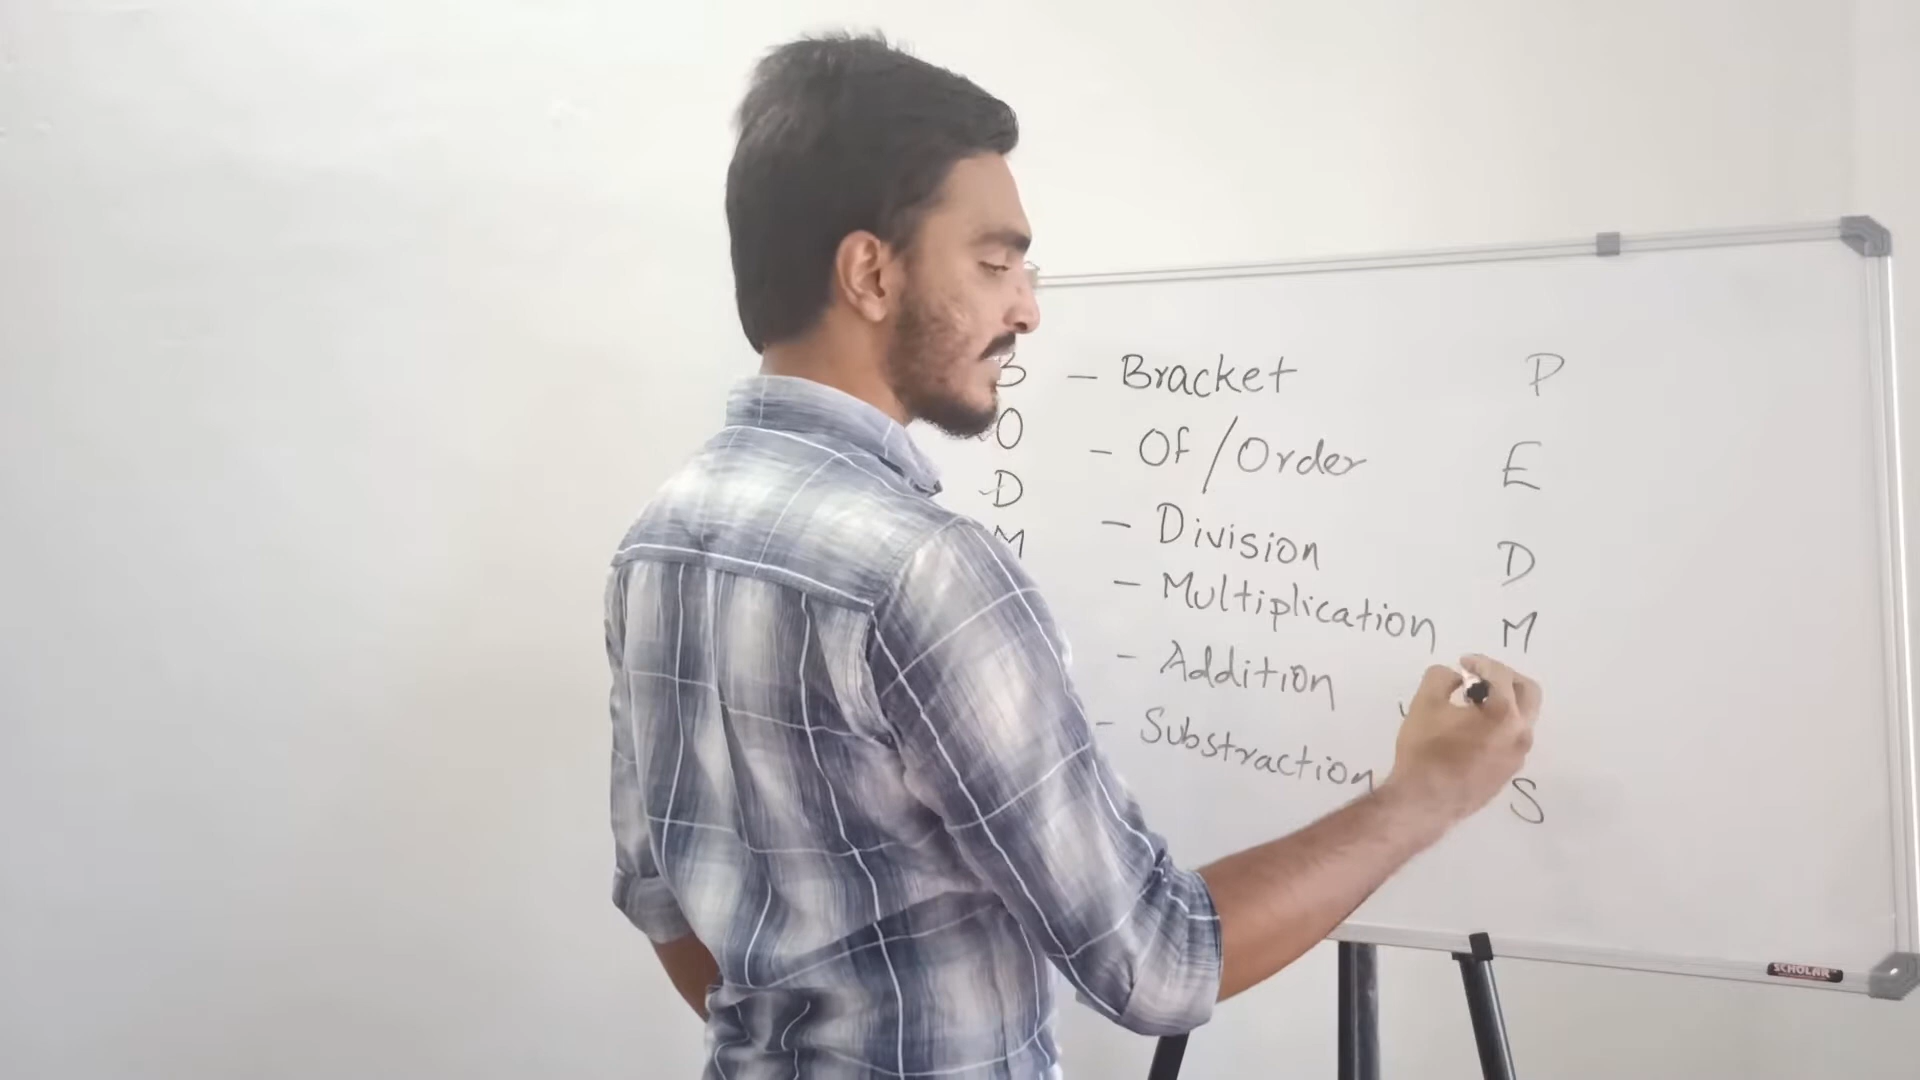 B – Bracket P
O – Of / Order E
D – Division D
M – Multiplication M
– Addition
– Substraction S
SCHOLAR